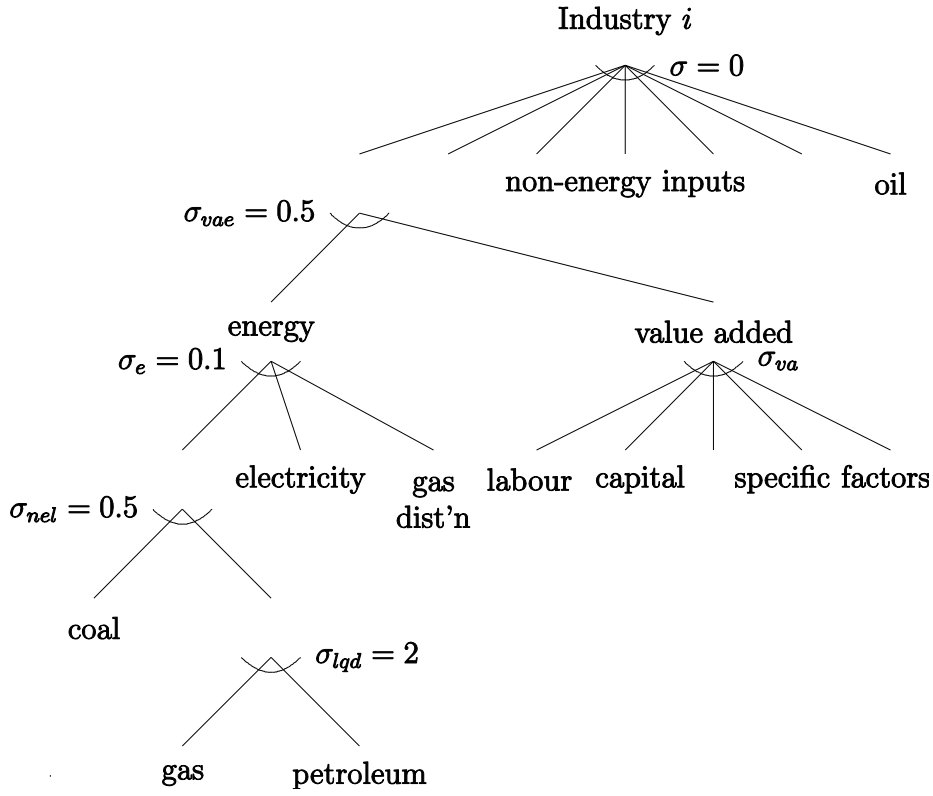 Industry i
σ = 0
non-energy inputs
oil
σ_vae = 0.5
energy
value added
σ_e = 0.1
σ_va
electricity
gas dist'n
labour
capital
specific factors
σ_nel = 0.5
coal
σ_lqd = 2
gas
petroleum